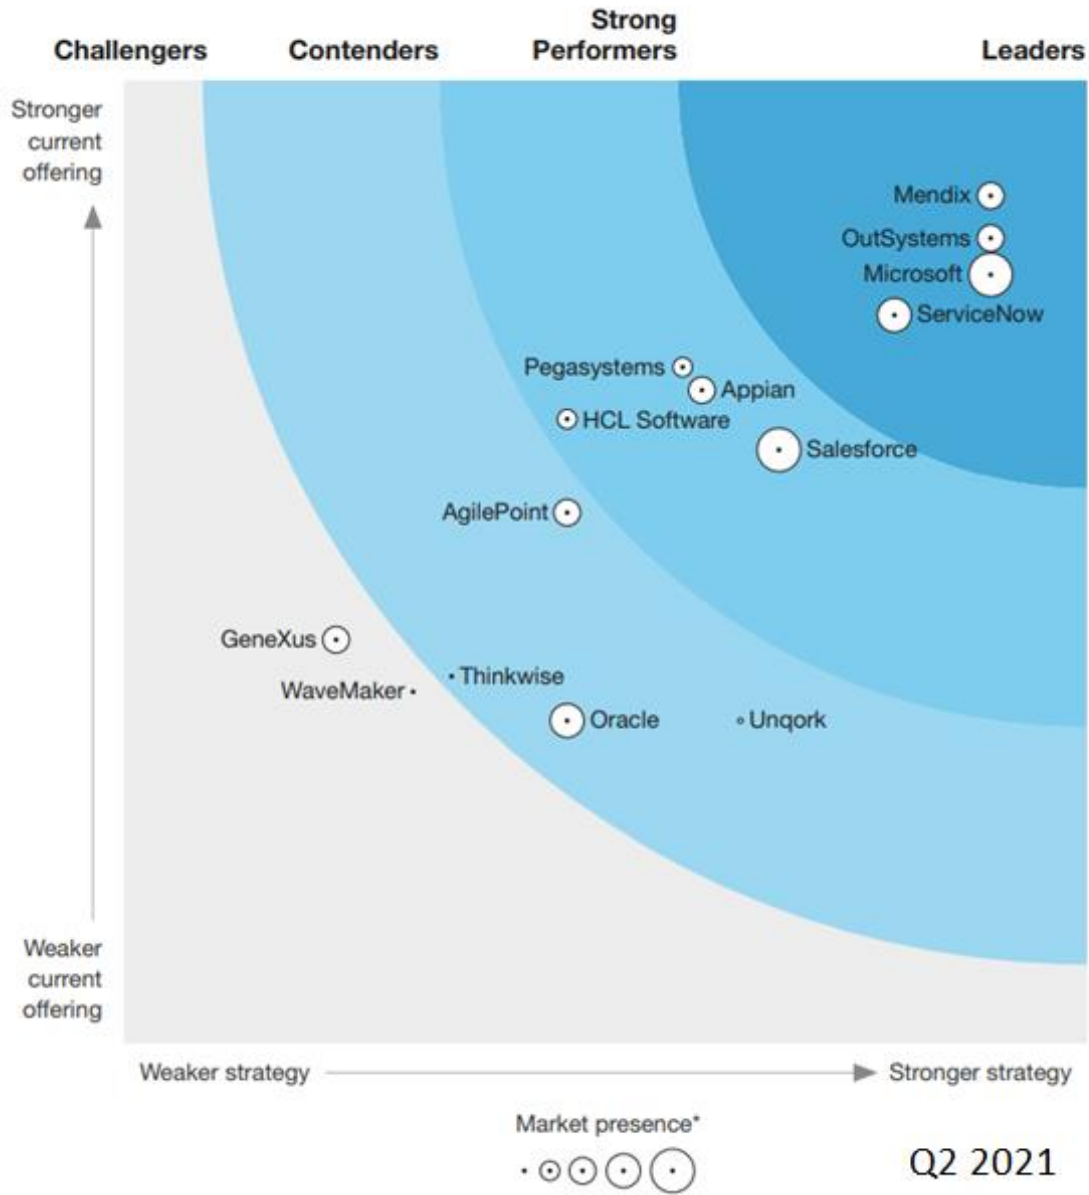 Challengers
Contenders
Strong
Performers
Leaders
Stronger
current
offering
Mendix
OutSystems
Microsoft
ServiceNow
Pegasystems
Appian
HCL Software
Salesforce
AgilePoint
GeneXus
Thinkwise
WaveMaker
Oracle
Unqork
Weaker
current
offering
Weaker strategy
Stronger strategy
Market presence*
Q2 2021